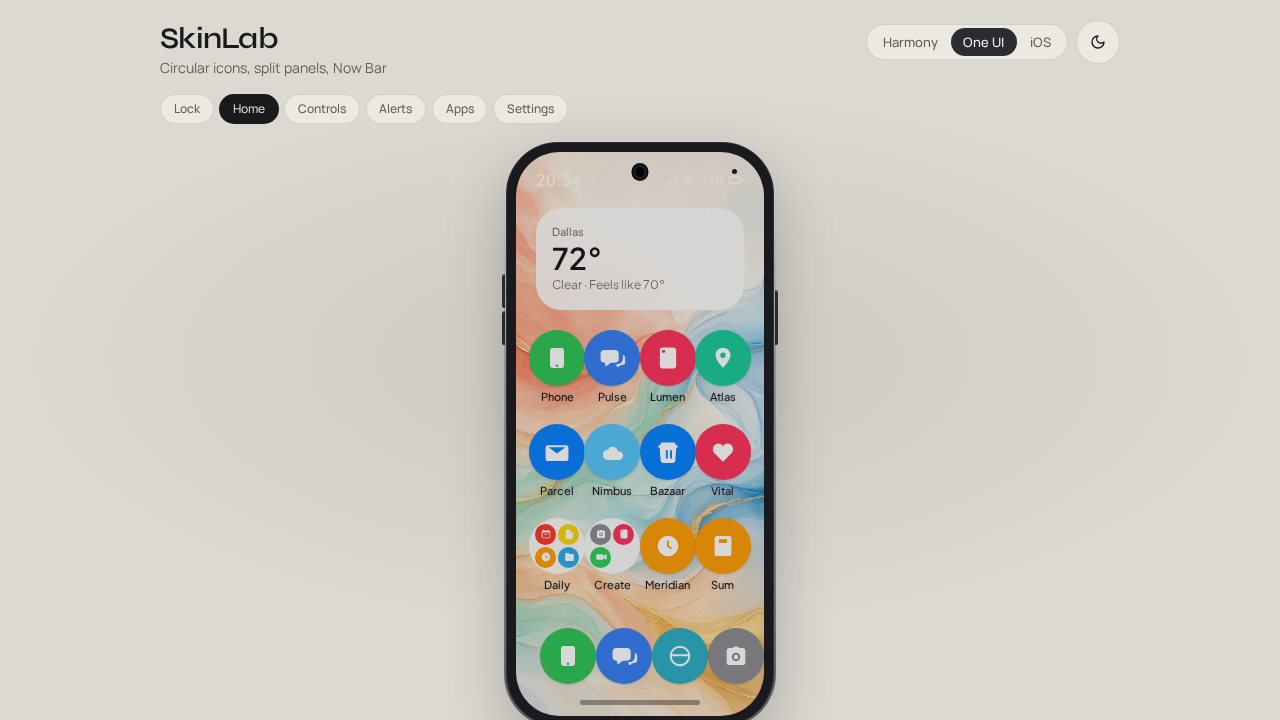 SkinLab
Circular icons, split panels, Now Bar
Harmony One UI iOS
Lock Home Controls Alerts Apps Settings
20:34 74%
Dallas
72°
Clear · Feels like 70°
Phone Pulse Lumen Atlas
Parcel Nimbus Bazaar Vital
Daily Create Meridian Sum